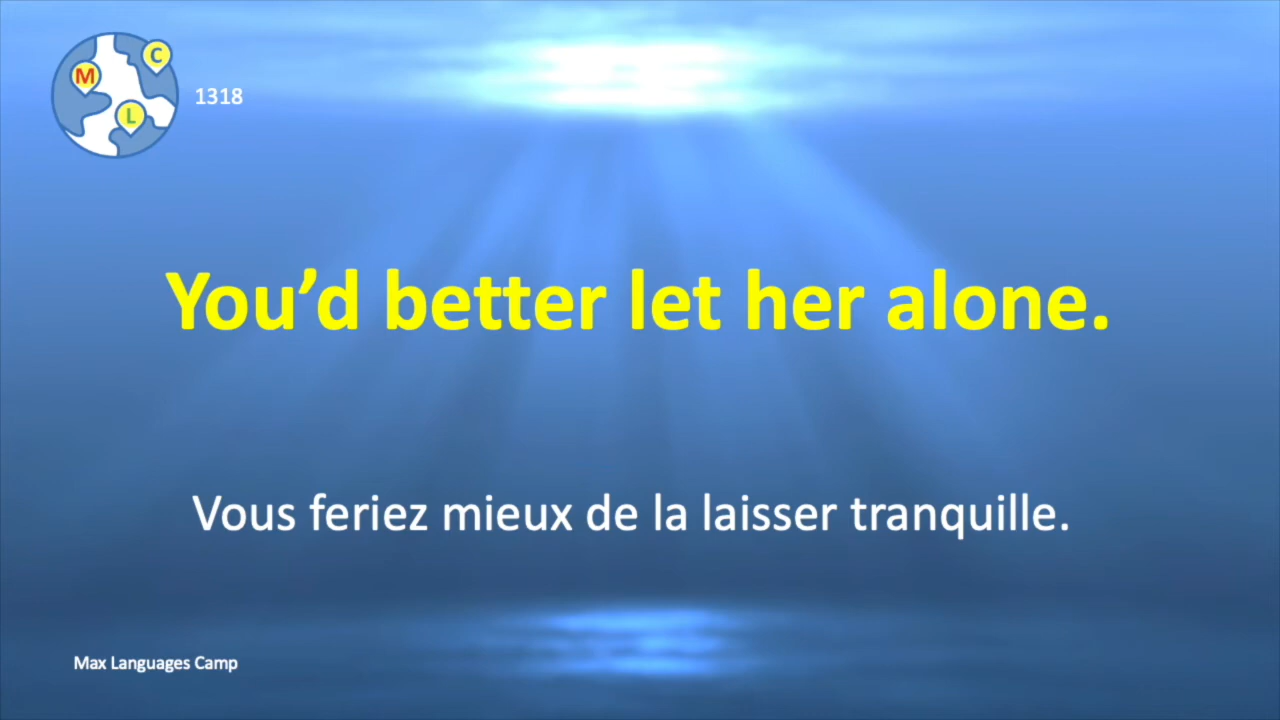 M
C
L
1318
You’d better let her alone.
Vous feriez mieux de la laisser tranquille.
Max Languages Camp